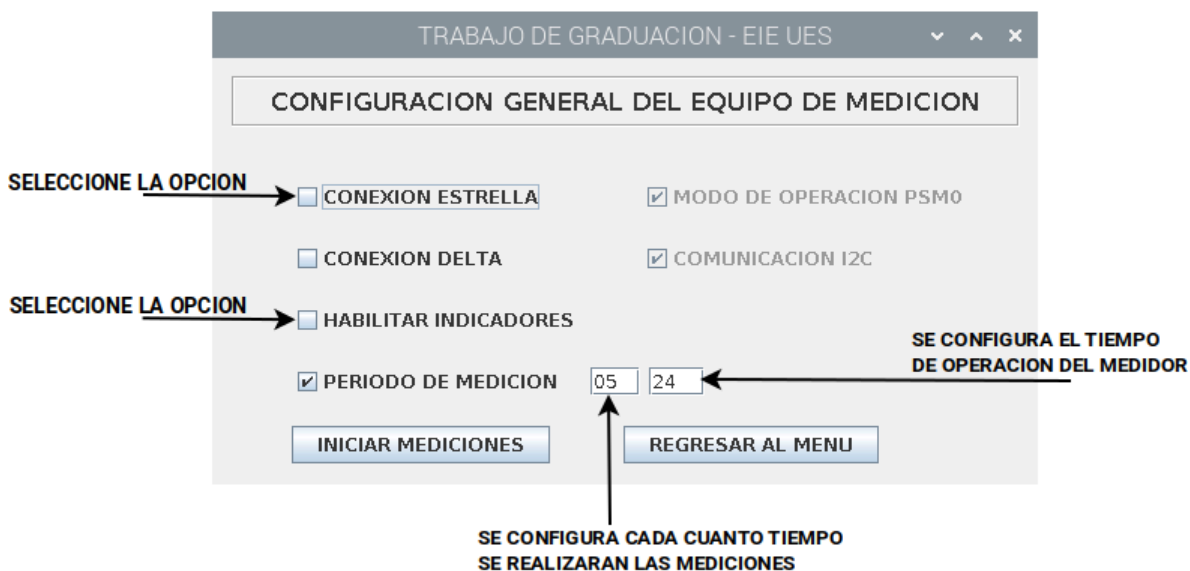 TRABAJO DE GRADUACION - EIE UES
CONFIGURACION GENERAL DEL EQUIPO DE MEDICION
SELECCIONE LA OPCION
CONEXION ESTRELLA
MODO DE OPERACION PSM0
CONEXION DELTA
COMUNICACION I2C
SELECCIONE LA OPCION
HABILITAR INDICADORES
SE CONFIGURA EL TIEMPO
DE OPERACION DEL MEDIDOR
PERIODO DE MEDICION 05 24
INICIAR MEDICIONES
REGRESAR AL MENU
SE CONFIGURA CADA CUANTO TIEMPO
SE REALIZARAN LAS MEDICIONES